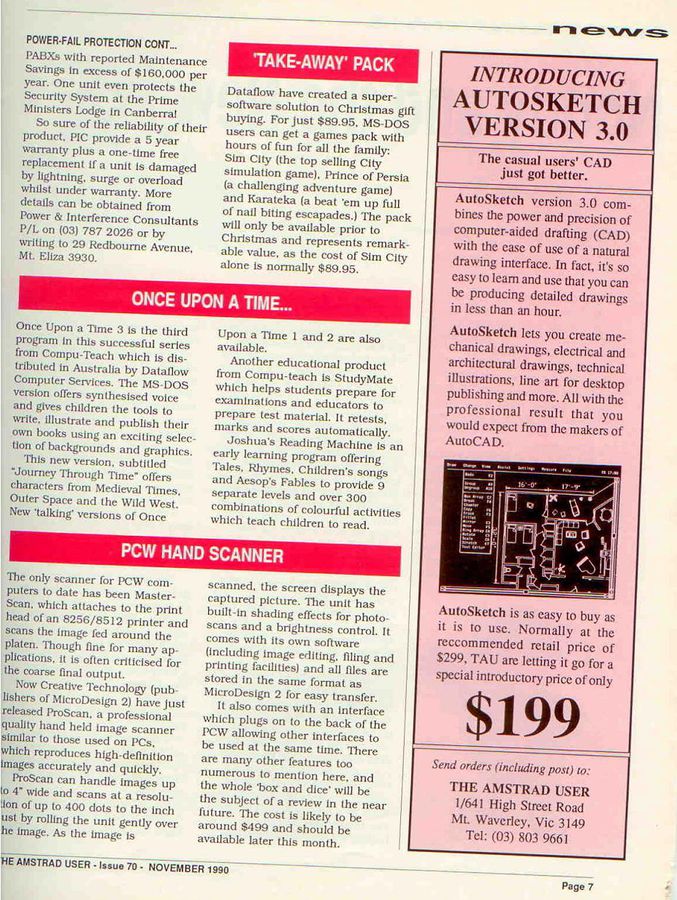 news
POWER-FAIL PROTECTION CONT...
PABXs with reported Maintenance
Savings in excess of $160,000 per
year. One unit even protects the
Security System at the Prime
Ministers Lodge in Canberra!
So sure of the reliability of their
product, PIC provide a 5 year
warranty plus a one-time free
replacement if a unit is damaged
by lightning, surge or overload
whilst under warranty. More
details can be obtained from
Power & Interference Consultants
P/L on (03) 787 2026 or by
writing to 29 Redbourne Avenue,
Mt. Eliza 3930.
'TAKE-AWAY' PACK
Dataflow have created a super-
software solution to Christmas gift
buying. For just $89.95, MS-DOS
users can get a games pack with
hours of fun for all the family:
Sim City (the top selling City
simulation game), Prince of Persia
(a challenging adventure game)
and Karateka (a beat 'em up full
of nail biting escapades.) The pack
will only be available prior to
Christmas and represents remark-
able value, as the cost of Sim City
alone is normally $89.95.
ONCE UPON A TIME...
Once Upon a Time 3 is the third
program in this successful series
from Compu-Teach which is dis-
tributed in Australia by Dataflow
Computer Services. The MS-DOS
version offers synthesised voice
and gives children the tools to
write, illustrate and publish their
own books using an exciting selec-
tion of backgrounds and graphics.
This new version, subtitled
"Journey Through Time" offers
characters from Medieval Times,
Outer Space and the Wild West.
New 'talking' versions of Once
Upon a Time 1 and 2 are also
available.
Another educational product
from Compu-teach is StudyMate
which helps students prepare for
examinations and educators to
prepare test material. It retests,
marks and scores automatically.
Joshua's Reading Machine is an
early learning program offering
Tales, Rhymes, Children's songs
and Aesop's Fables to provide 9
separate levels and over 300
combinations of colourful activities
which teach children to read.
PCW HAND SCANNER
The only scanner for PCW com-
puters to date has been Master-
Scan, which attaches to the print
head of an 8256/8512 printer and
scans the image fed around the
platen. Though fine for many ap-
plications, it is often criticised for
the coarse final output.
Now Creative Technology (pub-
lishers of MicroDesign 2) have just
released ProScan, a professional
quality hand held image scanner
similar to those used on PCs,
which reproduces high-definition
images accurately and quickly.
ProScan can handle images up
to 4" wide and scans at a resolu-
tion of up to 400 dots to the inch
ust by rolling the unit gently over
he image. As the image is
scanned, the screen displays the
captured picture. The unit has
built-in shading effects for photo-
scans and a brightness control. It
comes with its own software
(including image editing, filing and
printing facilities) and all files are
stored in the same format as
MicroDesign 2 for easy transfer.
It also comes with an interface
which plugs on to the back of the
PCW allowing other interfaces to
be used at the same time. There
are many other features too
numerous to mention here, and
the whole 'box and dice' will be
the subject of a review in the near
future. The cost is likely to be
around $499 and should be
available later this month.
INTRODUCING
AUTOSKETCH
VERSION 3.0
The casual users' CAD
just got better.
AutoSketch version 3.0 com-
bines the power and precision of
computer-aided drafting (CAD)
with the ease of use of a natural
drawing interface. In fact, it's so
easy to learn and use that you can
be producing detailed drawings
in less than an hour.
AutoSketch lets you create me-
chanical drawings, electrical and
architectural drawings, technical
illustrations, line art for desktop
publishing and more. All with the
professional result that you
would expect from the makers of
AutoCAD.
Draw Change View Assist Settings Measure File
16'-0" 17'-9"
AutoSketch is as easy to buy as
it is to use. Normally at the
reccommended retail price of
$299, TAU are letting it go for a
special introductory price of only
$199
Send orders (including post) to:
THE AMSTRAD USER
1/641 High Street Road
Mt. Waverley, Vic 3149
Tel: (03) 803 9661
HE AMSTRAD USER - Issue 70 - NOVEMBER 1990
Page 7